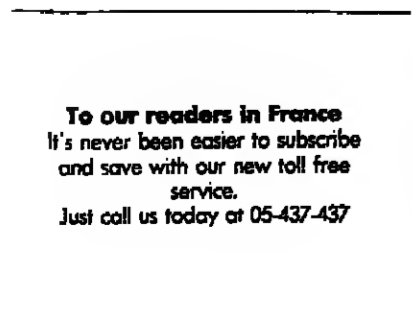 To our readers in France
It's never been easier to subscribe
and save with our new toll free
service.
Just call us today at 05-437-437